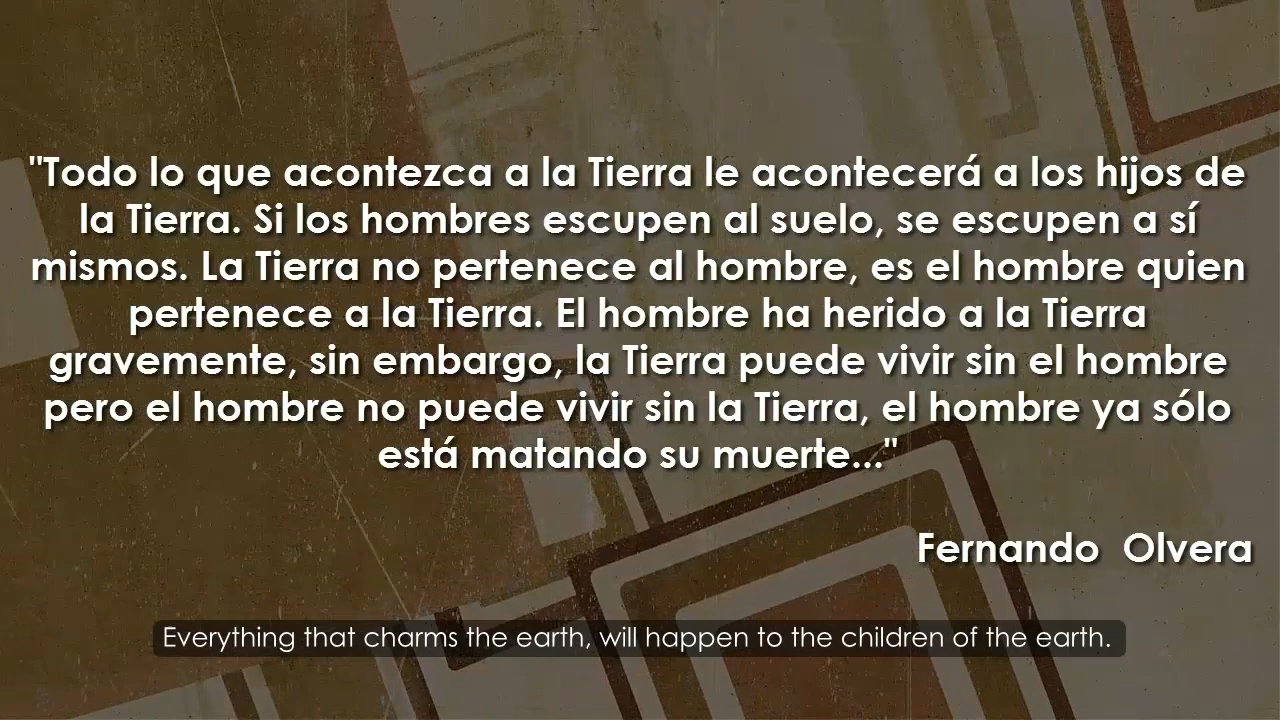 "Todo lo que acontezca a la Tierra le acontecerá a los hijos de
la Tierra. Si los hombres escupen al suelo, se escupen a sí
mismos. La Tierra no pertenece al hombre, es el hombre quien
pertenece a la Tierra. El hombre ha herido a la Tierra
gravemente, sin embargo, la Tierra puede vivir sin el hombre
pero el hombre no puede vivir sin la Tierra, el hombre ya sólo
está matando su muerte..."
Fernando Olvera
Everything that charms the earth, will happen to the children of the earth.